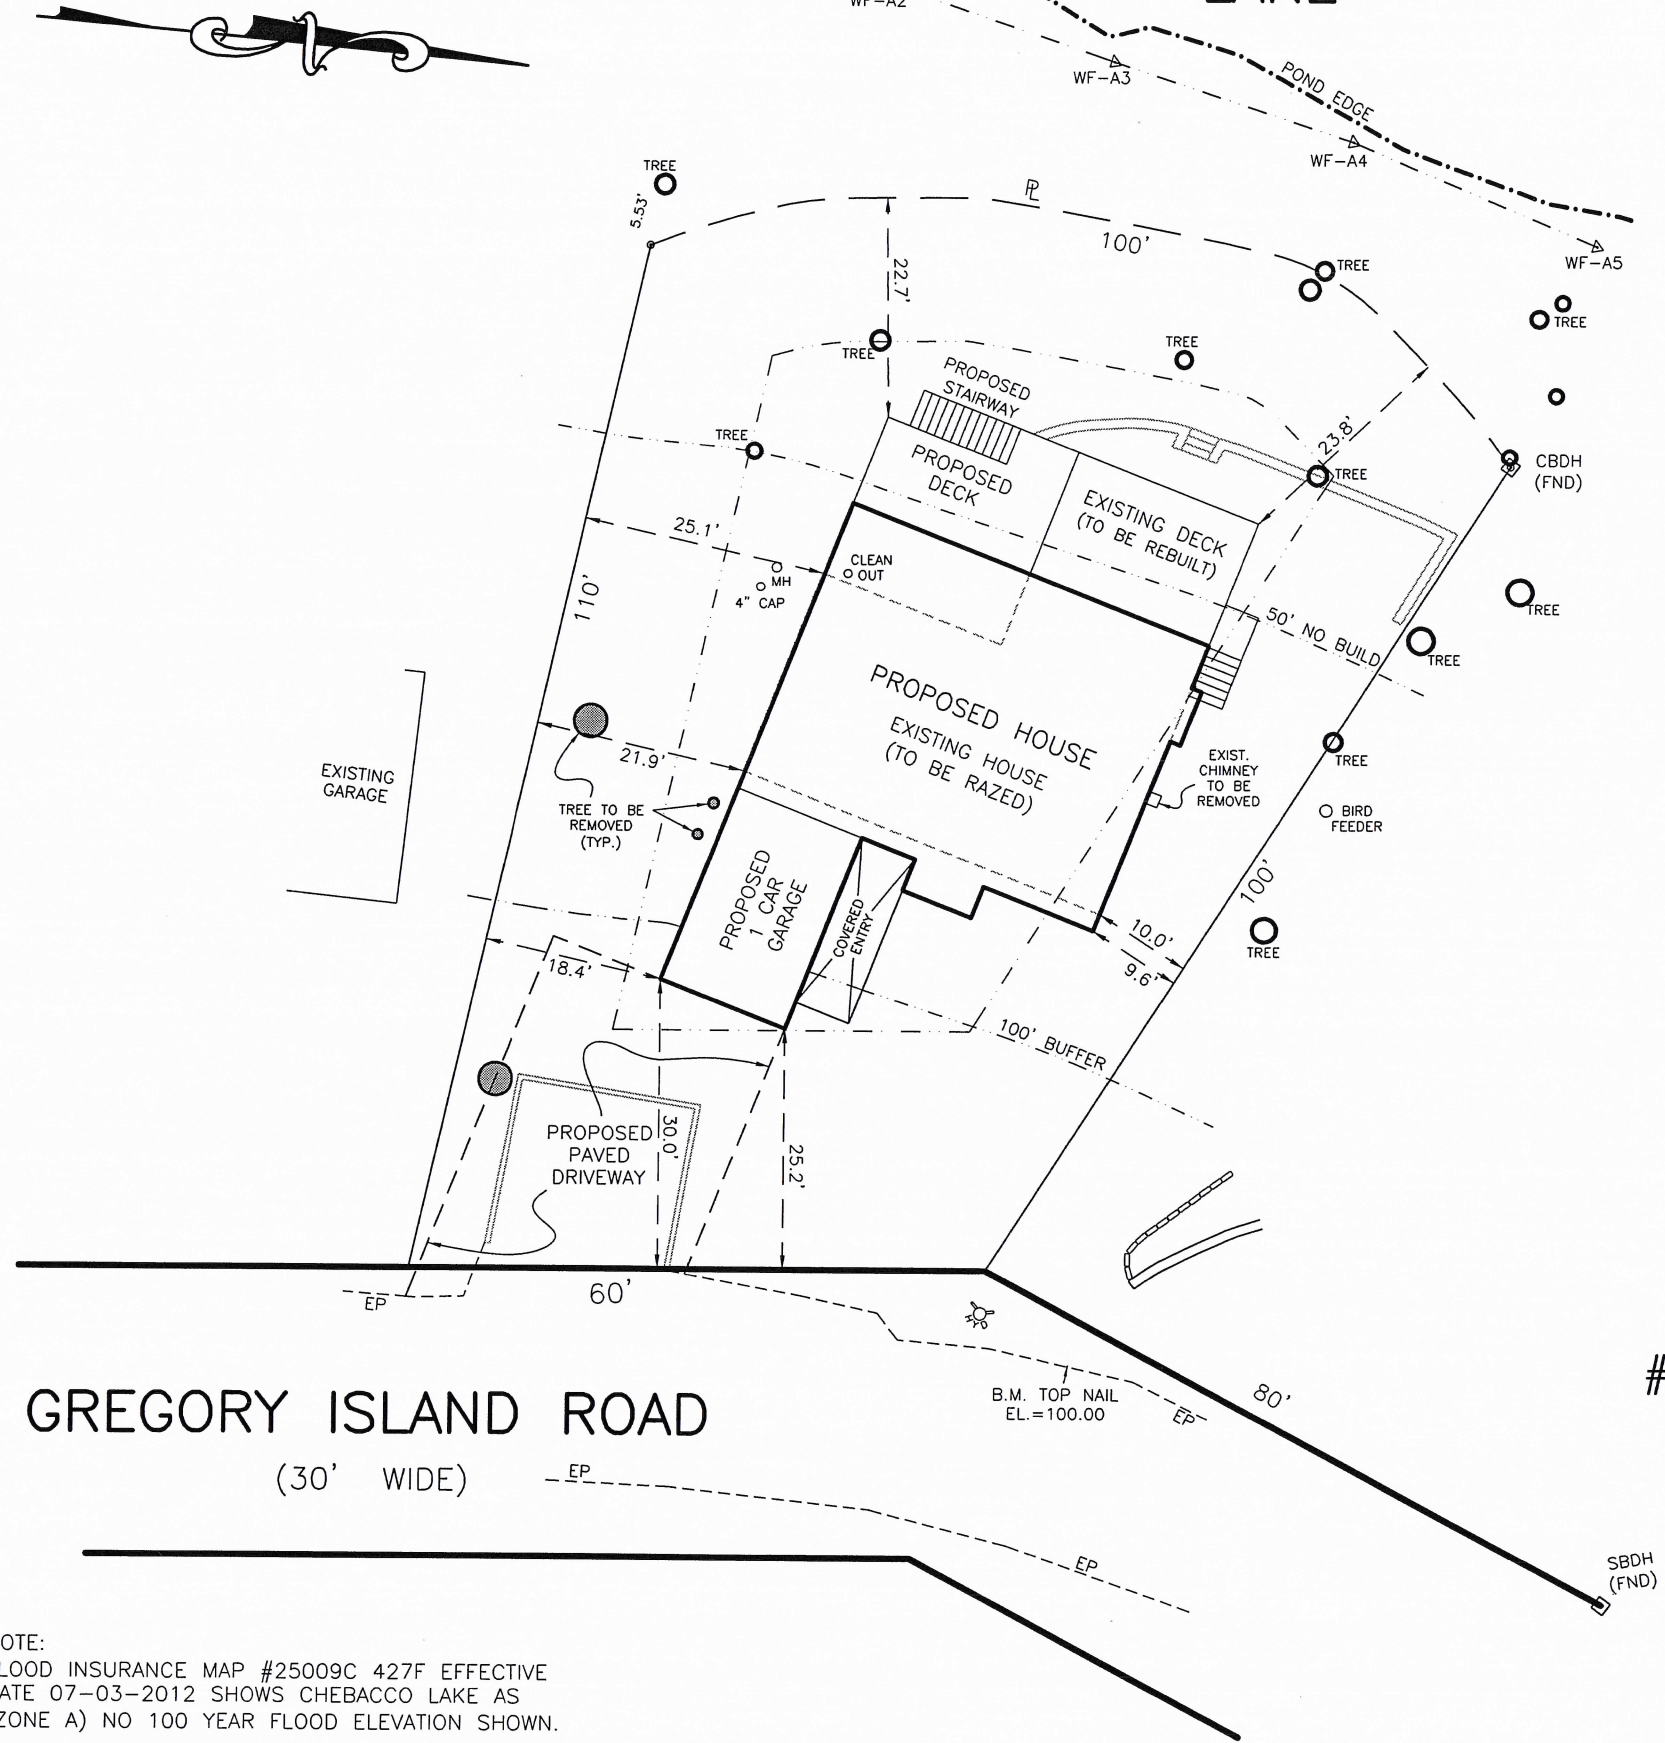 LANE
WF-A2
WF-A3
POND EDGE
WF-A4
WF-A5
TREE
5.53'
PL
100'
22.7'
TREE
TREE
TREE
TREE
PROPOSED
STAIRWAY
23.8'
TREE
TREE
CBDH
(FND)
PROPOSED
DECK
EXISTING DECK
(TO BE REBUILT)
25.1'
CLEAN
OUT
MH
4" CAP
110'
TREE
50' NO BUILD
TREE
PROPOSED HOUSE
EXISTING HOUSE
(TO BE RAZED)
EXISTING
GARAGE
21.9'
TREE TO BE
REMOVED
(TYP.)
EXIST.
CHIMNEY
TO BE
REMOVED
TREE
BIRD
FEEDER
PROPOSED
1 CAR
GARAGE
COVERED
ENTRY
100'
10.0'
9.6'
TREE
18.4'
100' BUFFER
PROPOSED
PAVED
DRIVEWAY
30.0'
25.2'
EP
60'
HYD
B.M. TOP NAIL
EL.=100.00
EP
80'
#
GREGORY ISLAND ROAD
(30' WIDE)
EP
EP
SBDH
(FND)
OTE:
LOOD INSURANCE MAP #25009C 427F EFFECTIVE
ATE 07-03-2012 SHOWS CHEBACCO LAKE AS
ZONE A) NO 100 YEAR FLOOD ELEVATION SHOWN.